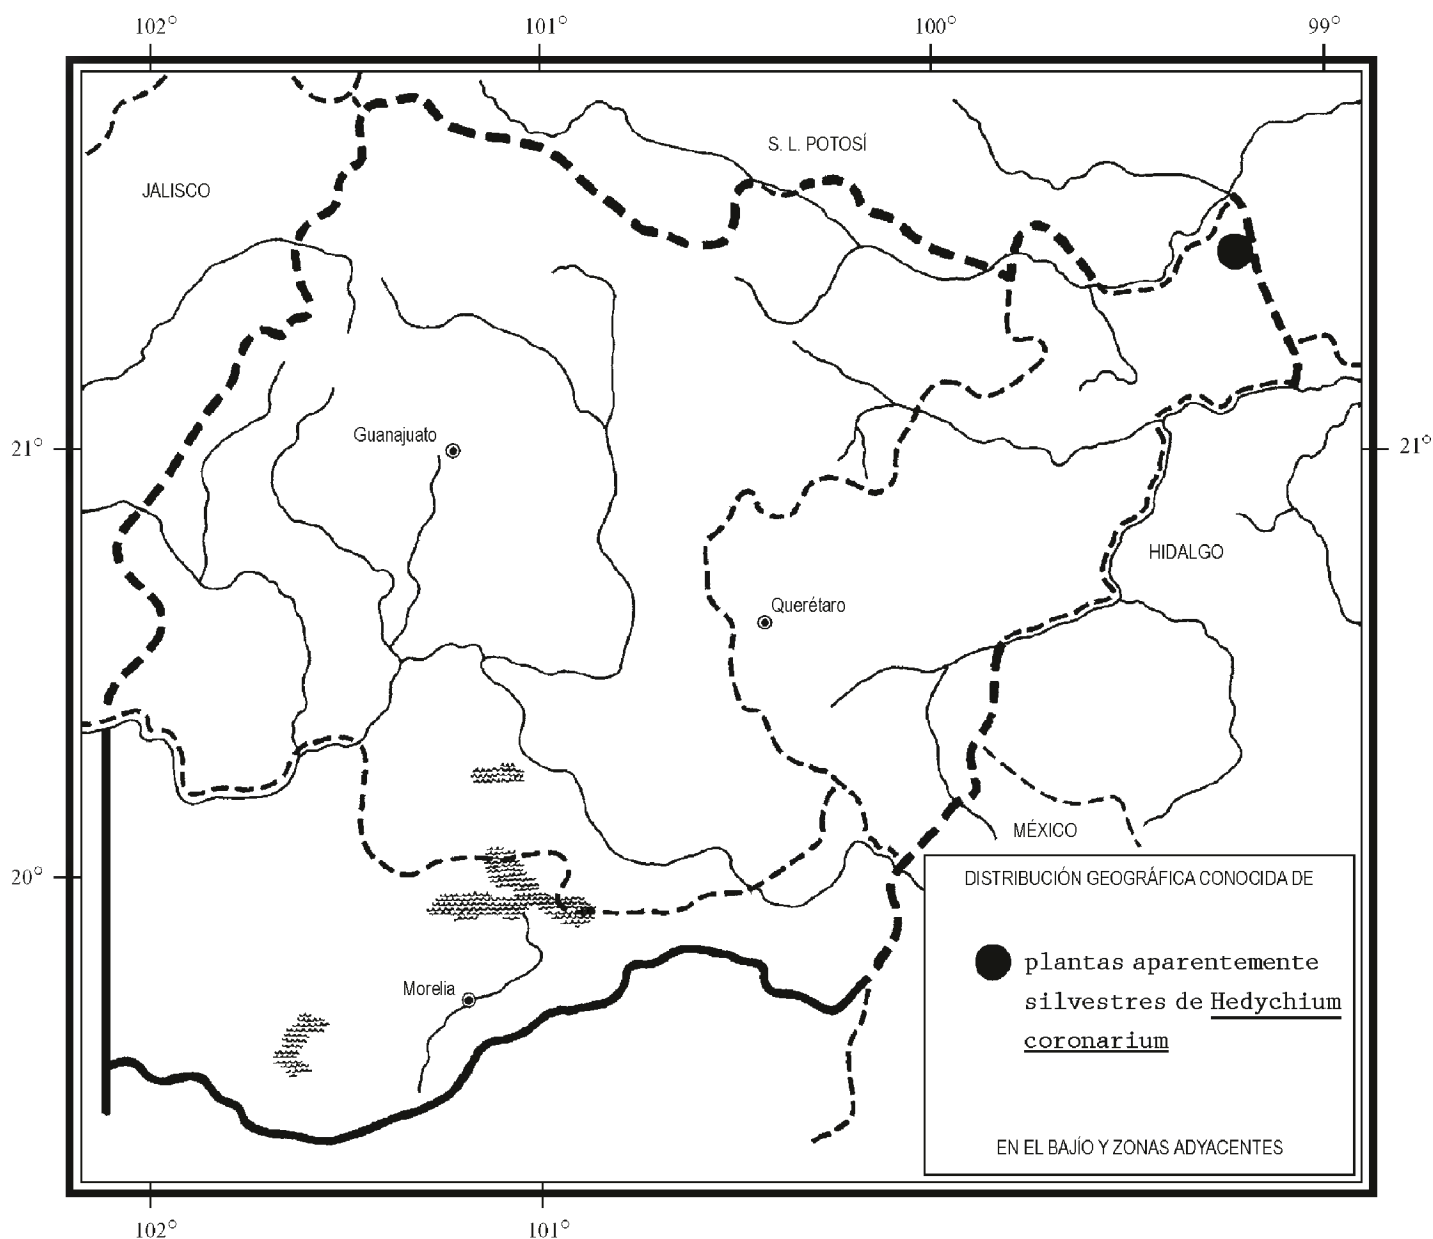 102° 101° 100° 99°
S. L. POTOSÍ
JALISCO
Guanajuato
21° 21°
HIDALGO
Querétaro
MÉXICO
20°
DISTRIBUCIÓN GEOGRÁFICA CONOCIDA DE
plantas aparentemente
silvestres de Hedychium
coronarium
Morelia
EN EL BAJÍO Y ZONAS ADYACENTES
102° 101°